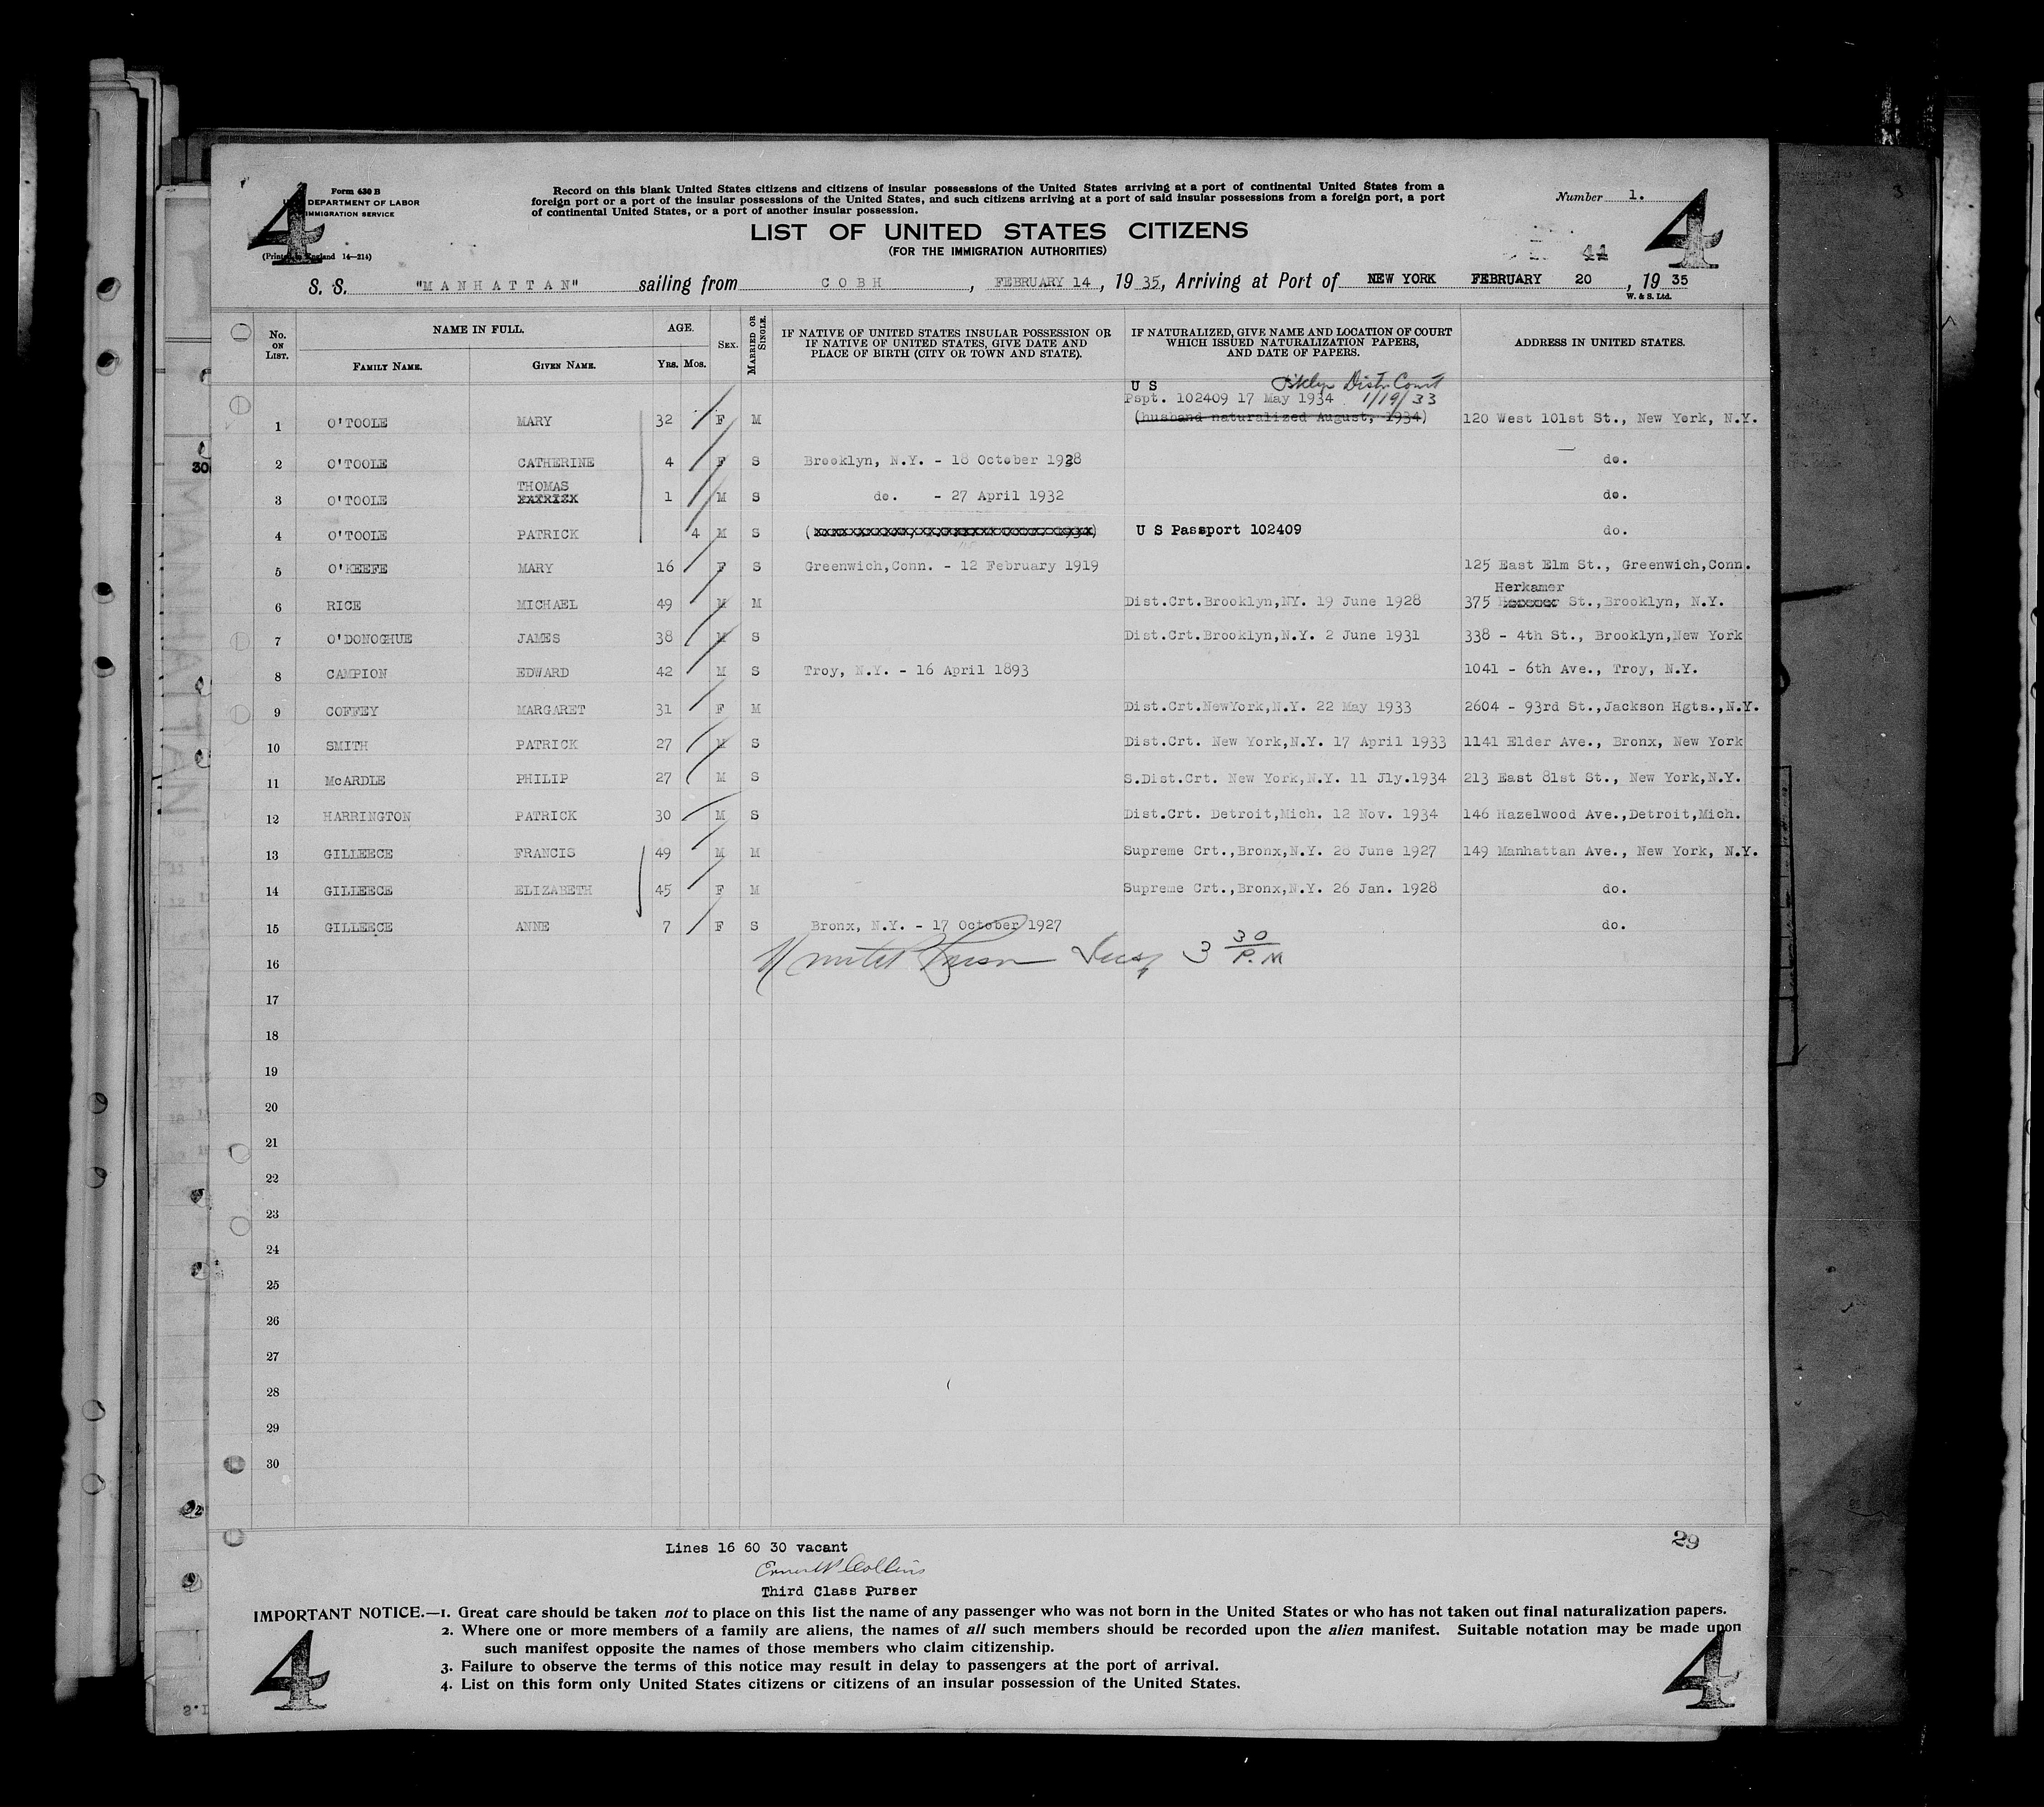 4
Form 630 B
DEPARTMENT OF LABOR
IMMIGRATION SERVICE
(Printed in England 14—214)
Record on this blank United States citizens and citizens of insular possessions of the United States arriving at a port of continental United States from a
foreign port or a port of the insular possessions of the United States, and such citizens arriving at a port of said insular possessions from a foreign port, a port
of continental United States, or a port of another insular possession.
Number 1.
4
LIST OF UNITED STATES CITIZENS
(FOR THE IMMIGRATION AUTHORITIES)
44
S. S. "MANHATTAN" sailing from COBH, FEBRUARY 14, 1935, Arriving at Port of NEW YORK FEBRUARY 20, 1935
W. & S. Ltd.
No. ON LIST. NAME IN FULL. FAMILY NAME. GIVEN NAME. AGE. YRS. MOS. SEX. MARRIED OR SINGLE. IF NATIVE OF UNITED STATES INSULAR POSSESSION OR IF NATIVE OF UNITED STATES, GIVE DATE AND PLACE OF BIRTH (CITY OR TOWN AND STATE). IF NATURALIZED, GIVE NAME AND LOCATION OF COURT WHICH ISSUED NATURALIZATION PAPERS, AND DATE OF PAPERS. ADDRESS IN UNITED STATES.
U S Bklyn Distr Court
Pspt. 102409 17 May 1934 1/19/33
1 O'TOOLE MARY 32 F M (husband naturalized August, 1934) 120 West 101st St., New York, N.Y.
2 O'TOOLE CATHERINE 4 F S Brooklyn, N.Y. - 18 October 1928 do.
THOMAS
3 O'TOOLE PATRICK 1 M S do. - 27 April 1932 do.
4 O'TOOLE PATRICK 4 M S U S Passport 102409 do.
5 O'KEEFE MARY 16 F S Greenwich,Conn. - 12 February 1919 125 East Elm St., Greenwich,Conn.
Herkamer
6 RICE MICHAEL 49 M M Dist.Crt.Brooklyn,NY. 19 June 1928 375 St.,Brooklyn, N.Y.
7 O'DONOGHUE JAMES 38 M S Dist.Crt.Brooklyn,N.Y. 2 June 1931 338 - 4th St., Brooklyn,New York
8 CAMPION EDWARD 42 M S Troy, N.Y. - 16 April 1893 1041 - 6th Ave., Troy, N.Y.
9 COFFEY MARGARET 31 F M Dist.Crt.NewYork,N.Y. 22 May 1933 2604 - 93rd St.,Jackson Hgts.,N.Y.
10 SMITH PATRICK 27 M S Dist.Crt. New York,N.Y. 17 April 1933 1141 Elder Ave., Bronx, New York
11 McARDLE PHILIP 27 M S S.Dist.Crt. New York,N.Y. 11 Jly.1934 213 East 81st St., New York,N.Y.
12 HARRINGTON PATRICK 30 M S Dist.Crt. Detroit,Mich. 12 Nov. 1934 146 Hazelwood Ave.,Detroit,Mich.
13 GILLEECE FRANCIS 49 M M Supreme Crt.,Bronx,N.Y. 28 June 1927 149 Manhattan Ave., New York, N.Y.
14 GILLEECE ELIZABETH 45 F M Supreme Crt.,Bronx,N.Y. 26 Jan. 1928 do.
15 GILLEECE ANNE 7 F S Bronx, N.Y. - 17 October 1927 do.
16 3 30 P.M
17
18
19
20
21
22
23
24
25
26
27
28
29
30
29
Lines 16 60 30 vacant
Collins
Third Class Purser
IMPORTANT NOTICE.—1. Great care should be taken not to place on this list the name of any passenger who was not born in the United States or who has not taken out final naturalization papers.
2. Where one or more members of a family are aliens, the names of all such members should be recorded upon the alien manifest. Suitable notation may be made upon
such manifest opposite the names of those members who claim citizenship.
3. Failure to observe the terms of this notice may result in delay to passengers at the port of arrival.
4. List on this form only United States citizens or citizens of an insular possession of the United States.
4
4
30
MANHATTAN